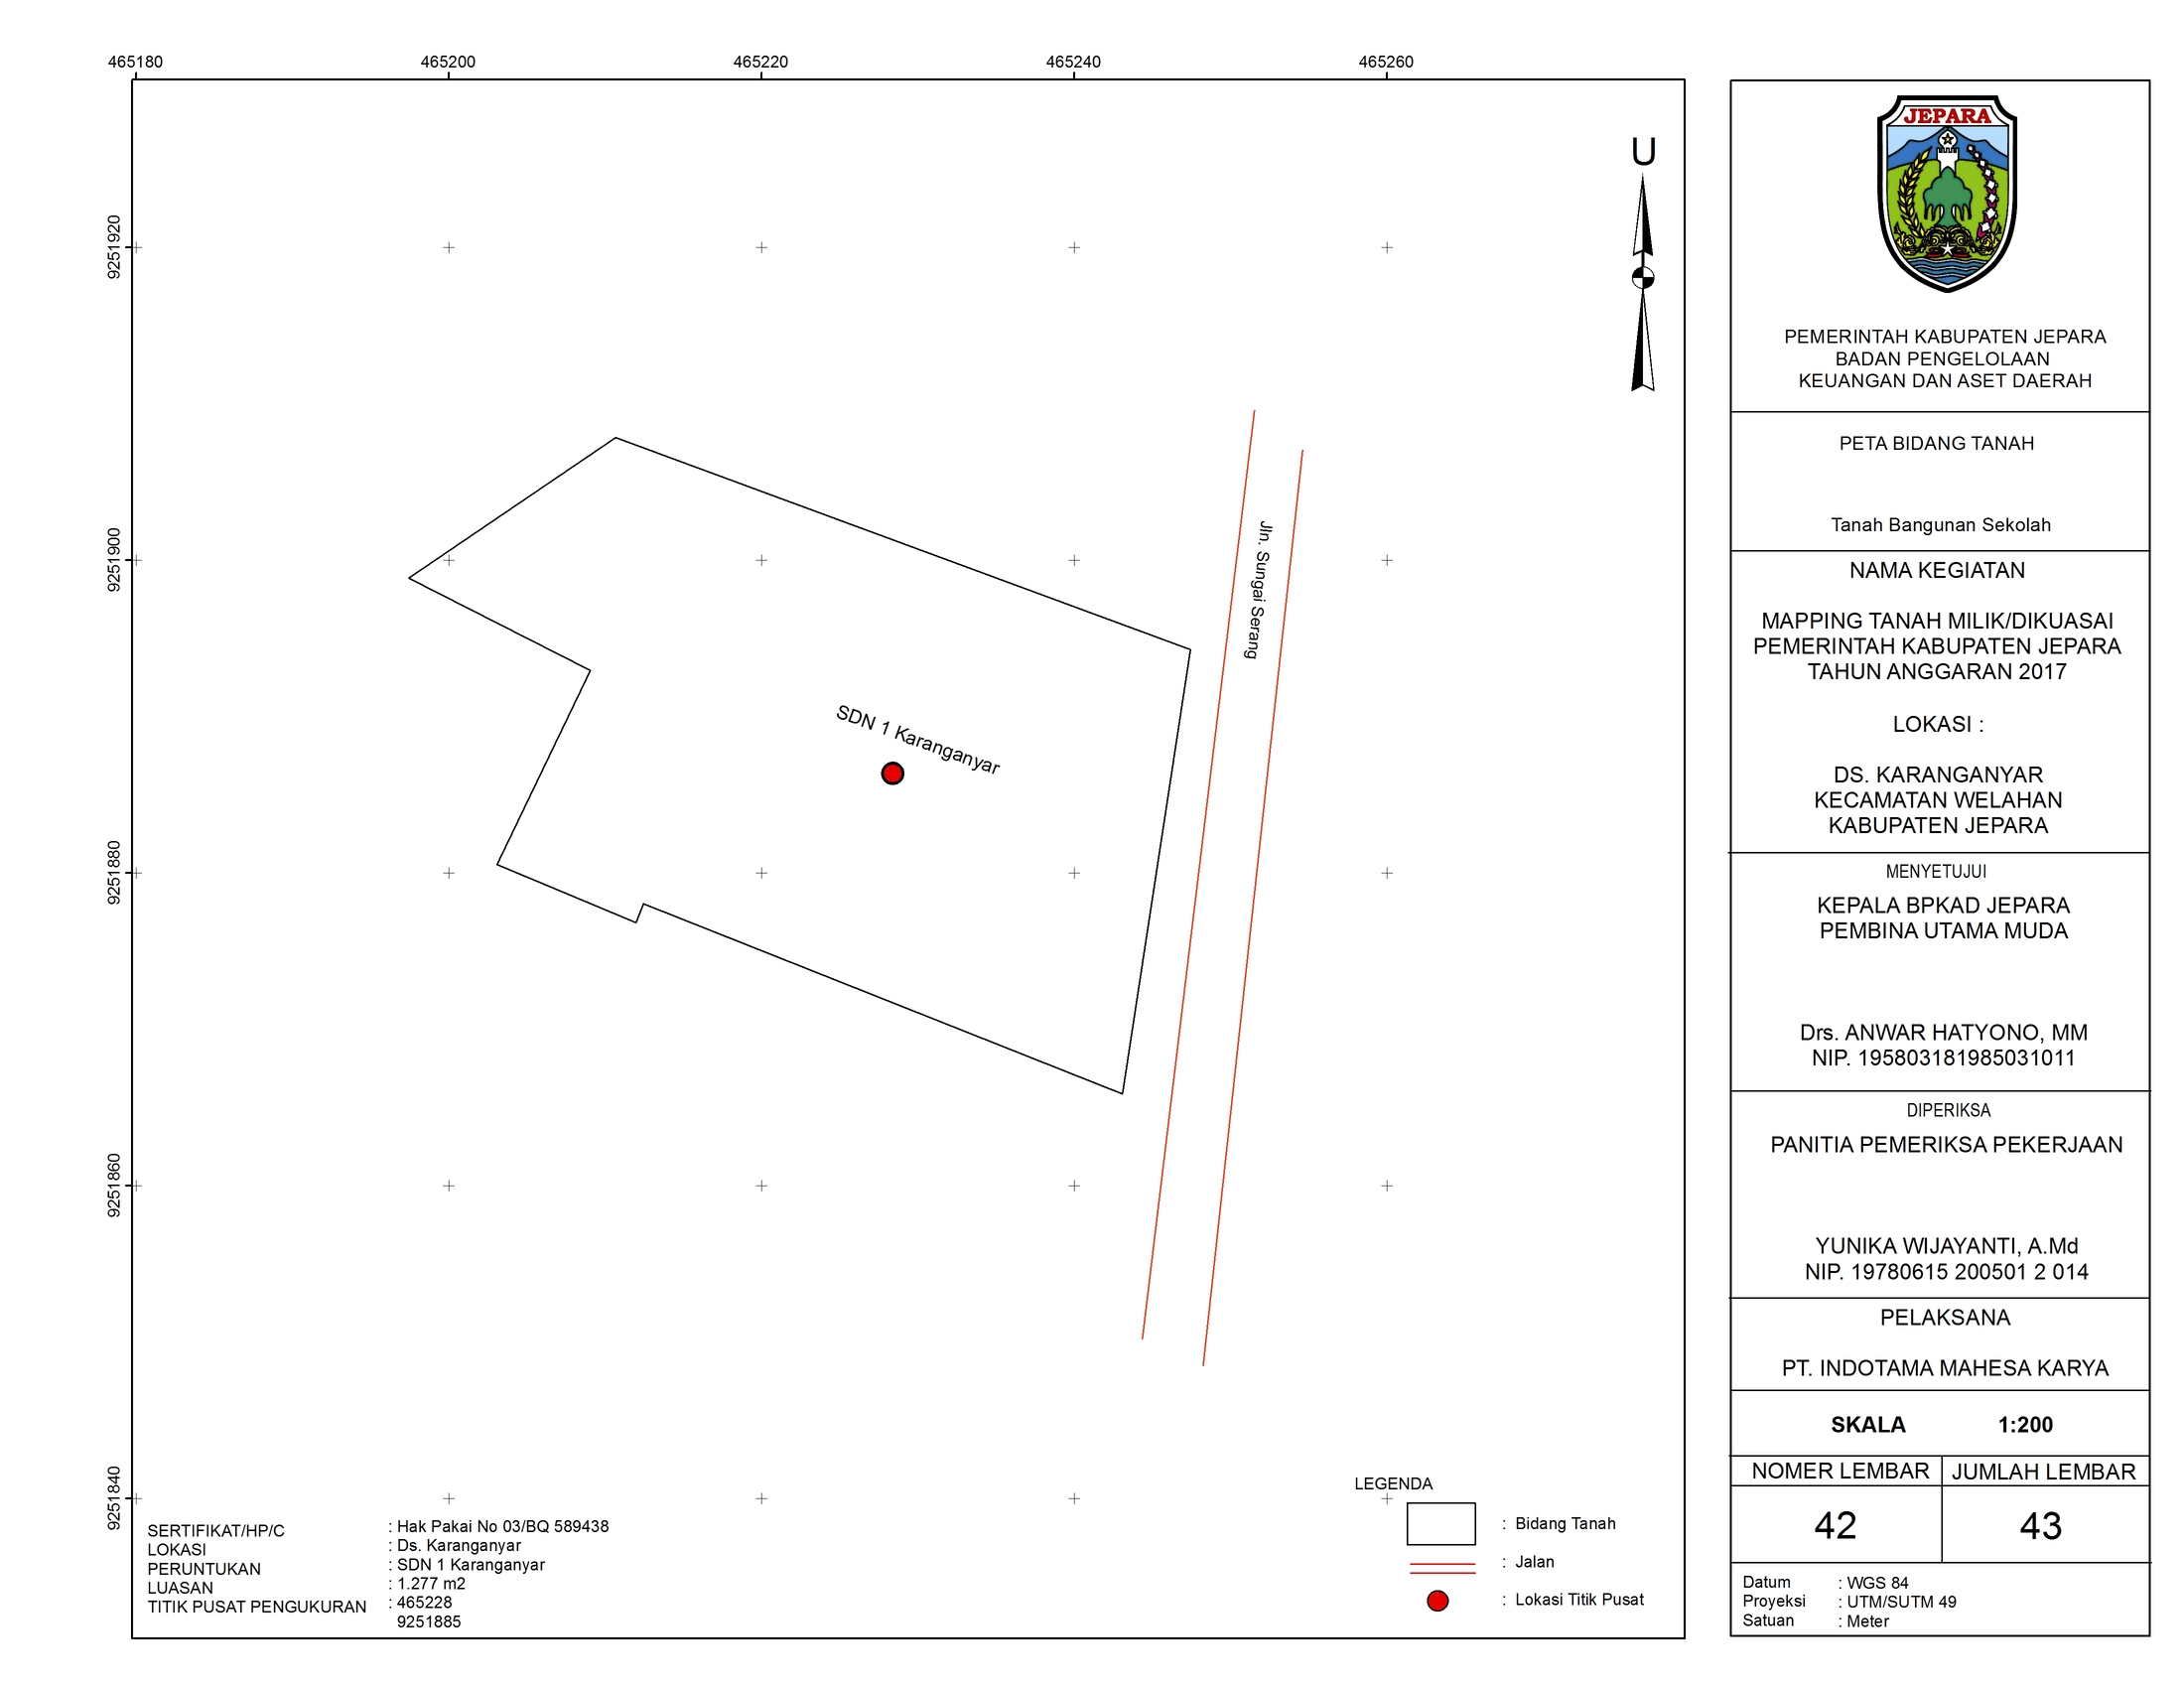 465180 465200 465220 465240 465260
9251920
9251900
9251880
9251860
9251840
U
Jln. Sungai Serang
SDN 1 Karanganyar
SERTIFIKAT/HP/C : Hak Pakai No 03/BQ 589438
LOKASI : Ds. Karanganyar
PERUNTUKAN : SDN 1 Karanganyar
LUASAN : 1.277 m2
TITIK PUSAT PENGUKURAN : 465228
9251885
LEGENDA
: Bidang Tanah
: Jalan
: Lokasi Titik Pusat
JEPARA
PEMERINTAH KABUPATEN JEPARA
BADAN PENGELOLAAN
KEUANGAN DAN ASET DAERAH
PETA BIDANG TANAH
Tanah Bangunan Sekolah
NAMA KEGIATAN
MAPPING TANAH MILIK/DIKUASAI
PEMERINTAH KABUPATEN JEPARA
TAHUN ANGGARAN 2017
LOKASI :
DS. KARANGANYAR
KECAMATAN WELAHAN
KABUPATEN JEPARA
MENYETUJUI
KEPALA BPKAD JEPARA
PEMBINA UTAMA MUDA
Drs. ANWAR HATYONO, MM
NIP. 195803181985031011
DIPERIKSA
PANITIA PEMERIKSA PEKERJAAN
YUNIKA WIJAYANTI, A.Md
NIP. 19780615 200501 2 014
PELAKSANA
PT. INDOTAMA MAHESA KARYA
SKALA 1:200
NOMER LEMBAR JUMLAH LEMBAR
42 43
Datum : WGS 84
Proyeksi : UTM/SUTM 49
Satuan : Meter